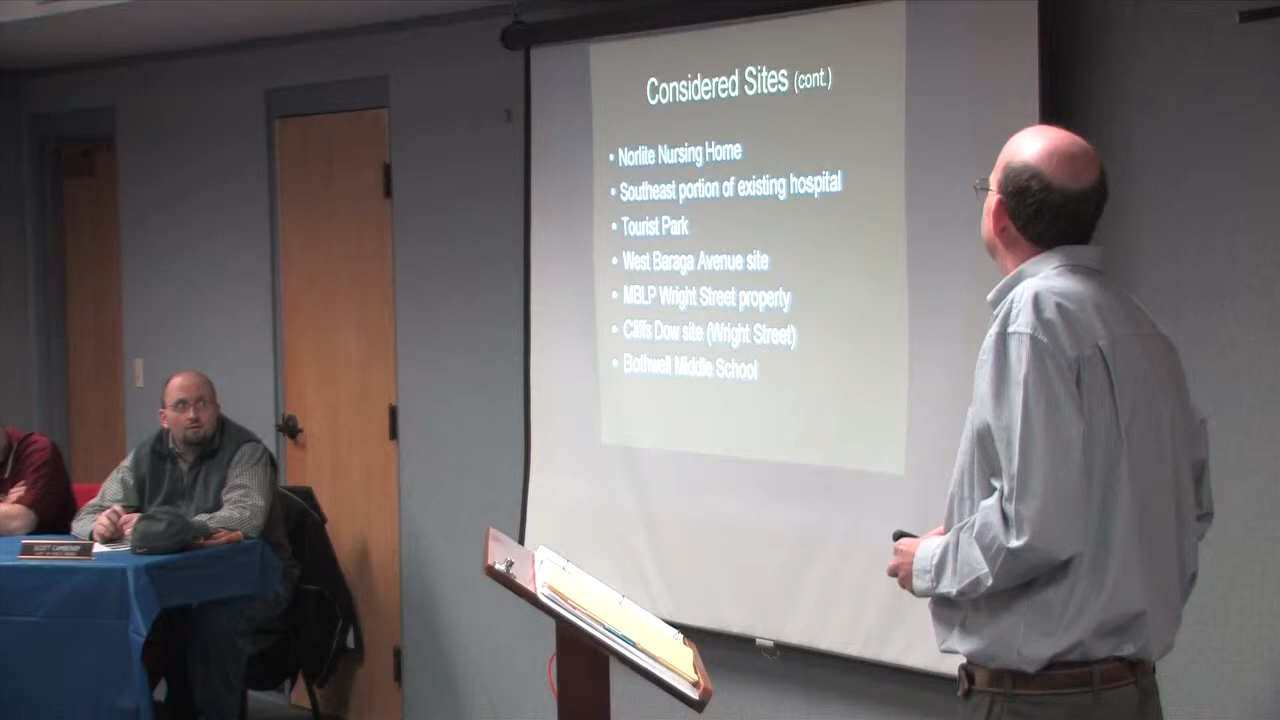 Considered Sites (cont.)
• Norlite Nursing Home
• Southeast portion of existing hospital
• Tourist Park
• West Baraga Avenue site
• MBLP Wright Street property
• Cliffs Dow site (Wright Street)
• Bothwell Middle School
SCOTT